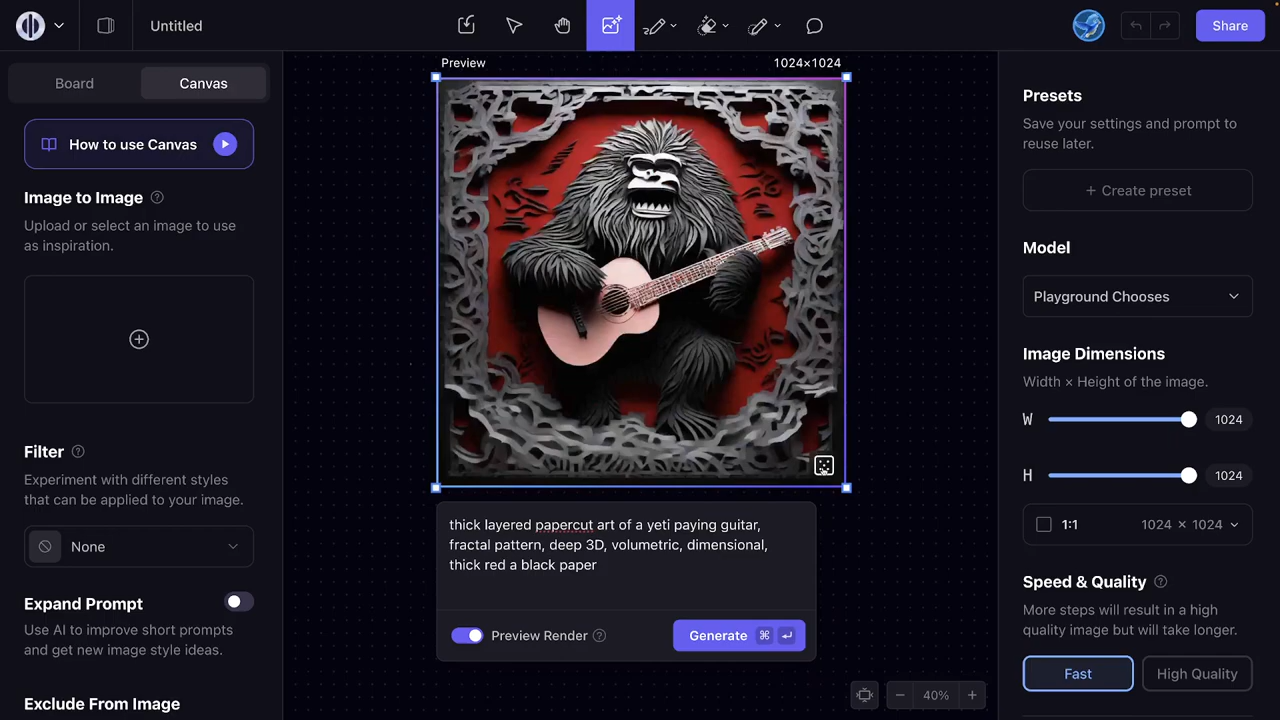 Untitled
Share
Board
Canvas
How to use Canvas
Image to Image
Upload or select an image to use
as inspiration.
Filter
Experiment with different styles
that can be applied to your image.
None
Expand Prompt
Use AI to improve short prompts
and get new image style ideas.
Exclude From Image
Preview
1024×1024
thick layered papercut art of a yeti paying guitar,
fractal pattern, deep 3D, volumetric, dimensional,
thick red a black paper
Preview Render
Generate ⌘ ↵
40%
Presets
Save your settings and prompt to
reuse later.
+ Create preset
Model
Playground Chooses
Image Dimensions
Width × Height of the image.
W 1024
H 1024
1:1 1024 × 1024
Speed & Quality
More steps will result in a high
quality image but will take longer.
Fast
High Quality